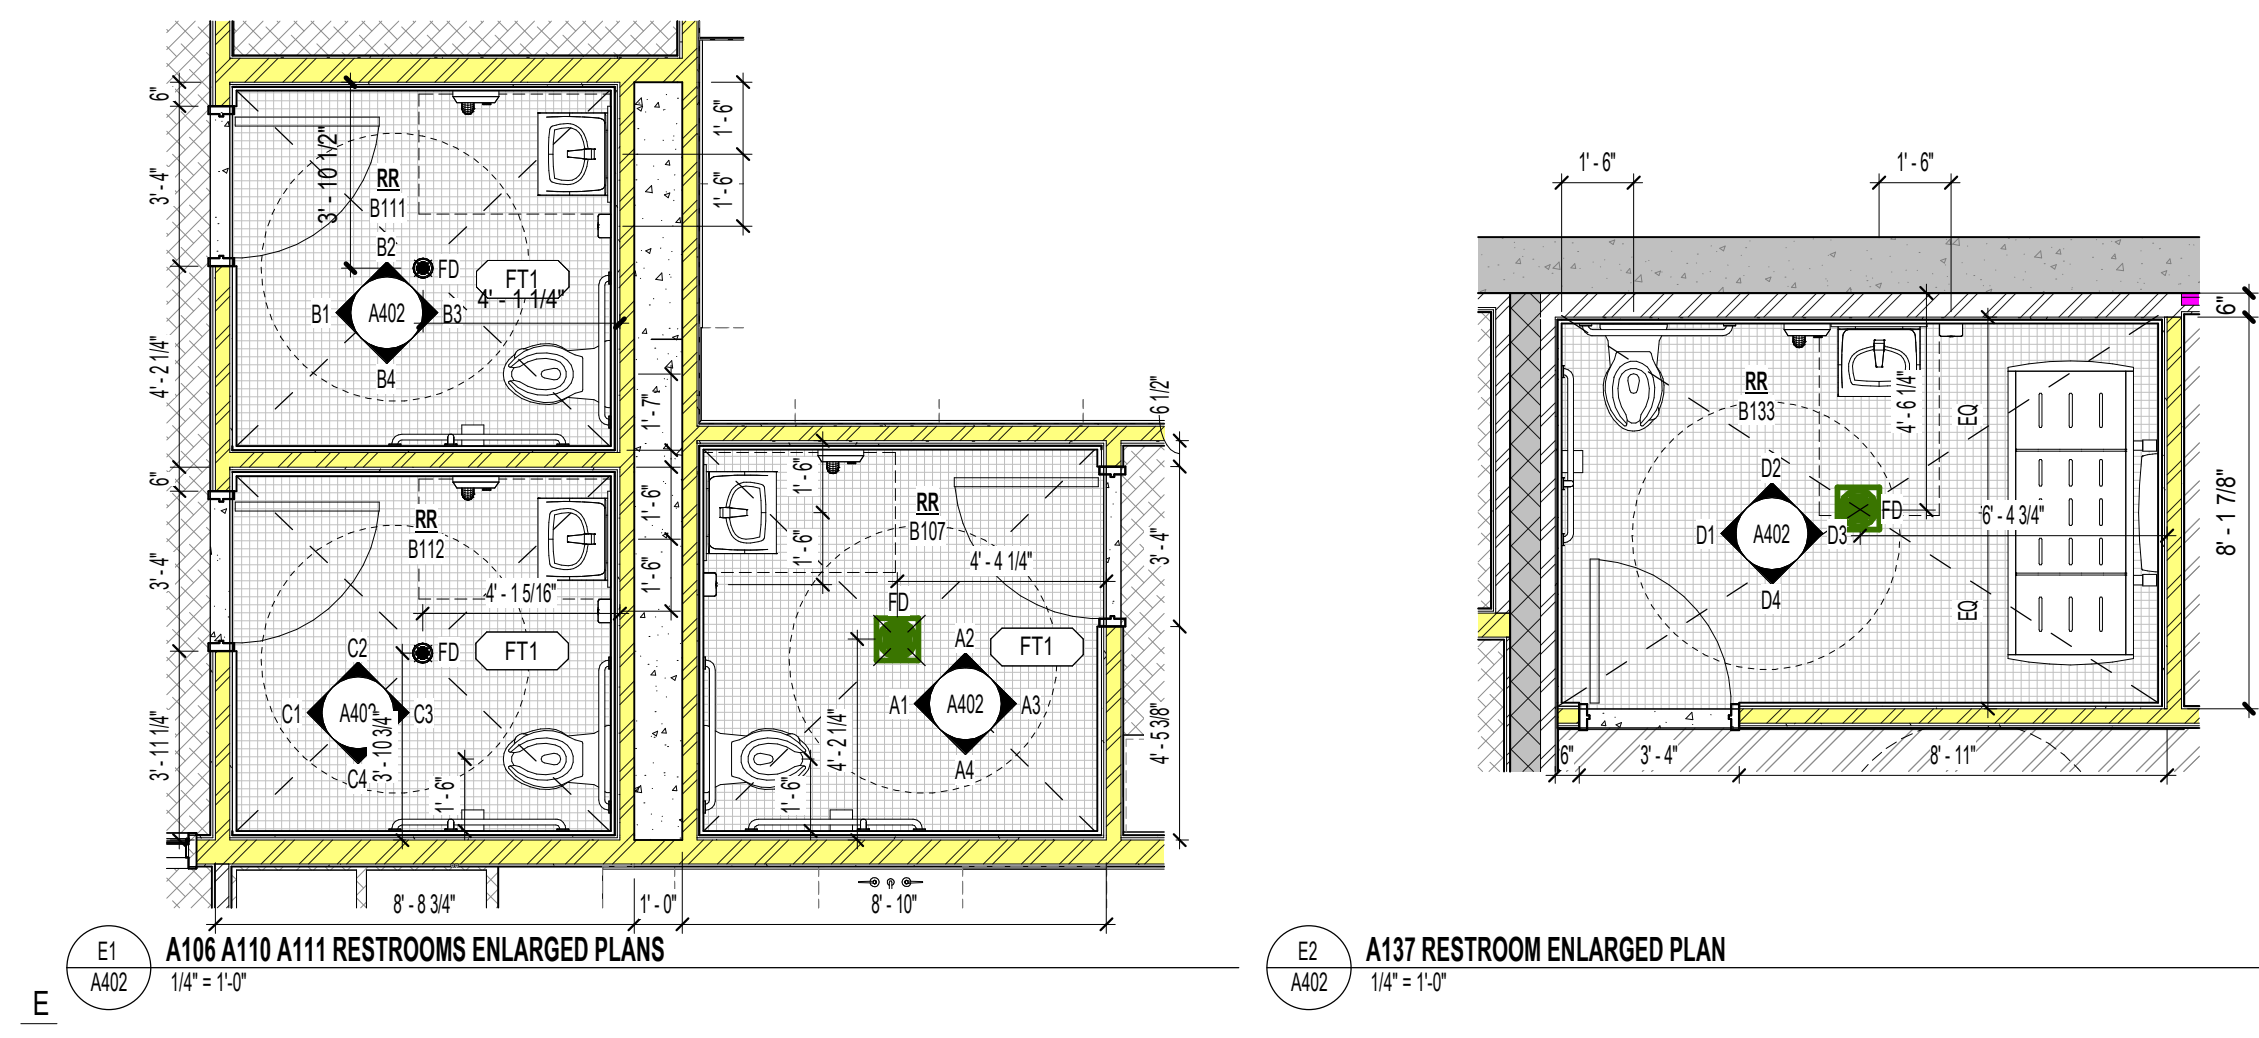 6"
3' - 4"
4' - 2 1/4"
6"
3' - 4"
3' - 11 1/4"
3' - 10 1/2"
RR
B111
B2
FD
FT1
4' - 1 1/4"
B1
A402
B3
B4
1' - 6"
1' - 6"
1' - 7"
1' - 6"
1' - 6"
RR
B112
4' - 1 5/16"
C2
FD
FT1
C1
A402
C3
C4
3' - 10 3/4"
1' - 6"
6 1/2"
1' - 6"
1' - 6"
RR
B107
4' - 4 1/4"
3' - 4"
FD
A2
FT1
A1
A402
A3
A4
4' - 2 1/4"
1' - 6"
4' - 5 3/8"
8' - 8 3/4"
1' - 0"
8' - 10"
E1
A402
A106 A110 A111 RESTROOMS ENLARGED PLANS
1/4" = 1'-0"
E
1' - 6"
1' - 6"
6"
RR
B133
4' - 6 1/4"
EQ
D2
FD
6' - 4 3/4"
D1
A402
D3
D4
EQ
8' - 1 7/8"
6"
3' - 4"
8' - 11"
E2
A402
A137 RESTROOM ENLARGED PLAN
1/4" = 1'-0"